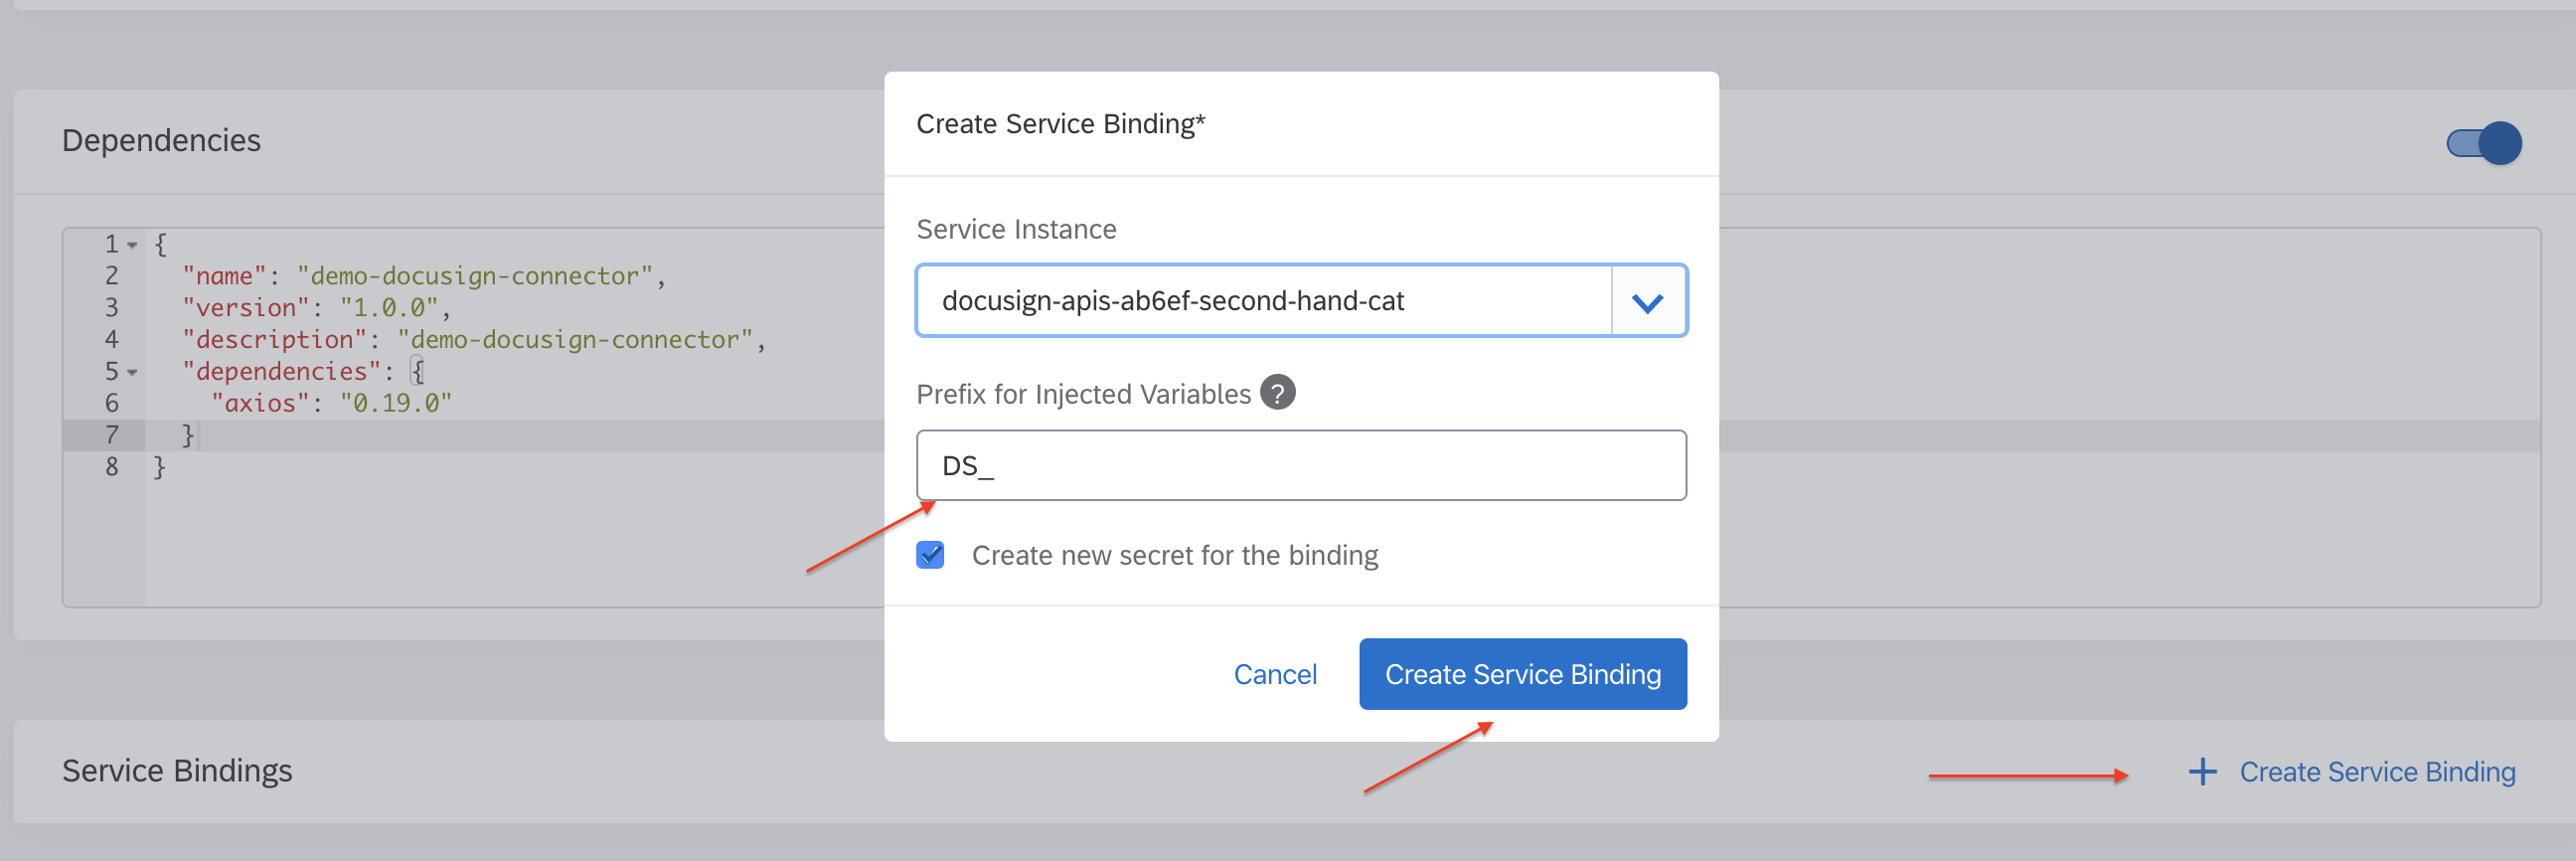 Dependencies
1 {
2 "name": "demo-docusign-connector",
3 "version": "1.0.0",
4 "description": "demo-docusign-connector",
5 "dependencies": {
6 "axios": "0.19.0"
7 }
8 }
Create Service Binding*
Service Instance
docusign-apis-ab6ef-second-hand-cat
Prefix for Injected Variables ?
DS_
Create new secret for the binding
Cancel Create Service Binding
Service Bindings + Create Service Binding